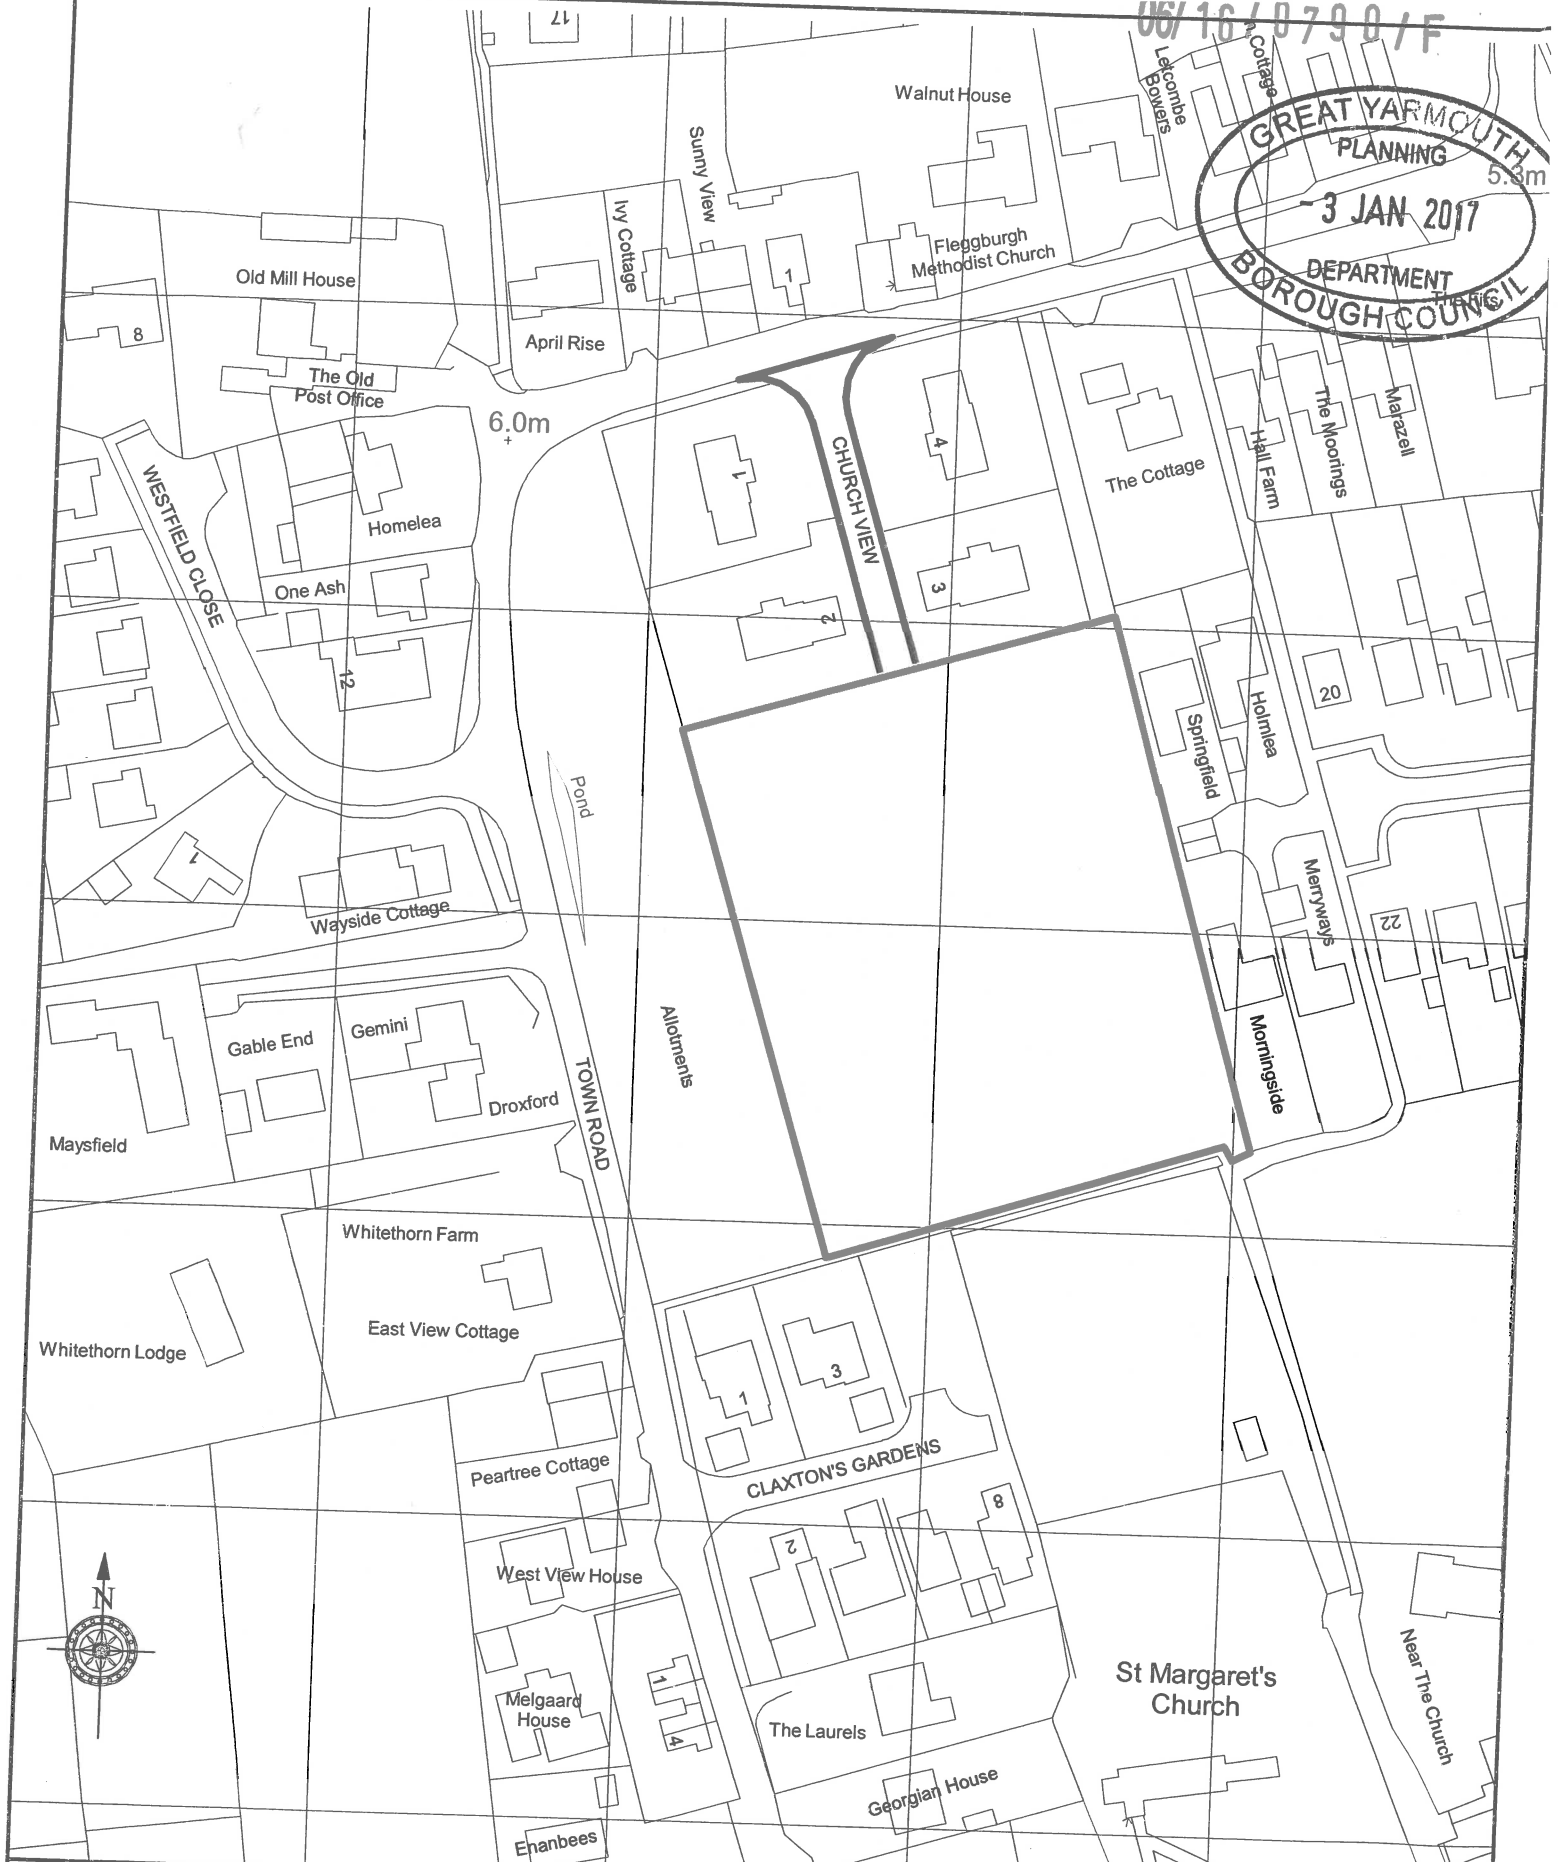 06/16/0790/F
17
Walnut House
Letcombe
Bowers
Cottage
GREAT YARMOUTH
PLANNING
- 3 JAN 2017
DEPARTMENT
BOROUGH COUNCIL
5.3m
The Firs
Sunny View
Ivy Cottage
1
Fleggburgh
Methodist Church
Old Mill House
8
April Rise
The Old
Post Office
6.0m
WESTFIELD CLOSE
Homelea
One Ash
12
1
4
CHURCH VIEW
3
2
The Cottage
Hall Farm
The Moorings
Marazell
20
Springfield
Holmlea
Pond
1
Wayside Cottage
Merryways
22
Allotments
Morningside
Gable End
Gemini
Droxford
Maysfield
TOWN ROAD
Whitethorn Farm
East View Cottage
Whitethorn Lodge
1
3
Peartree Cottage
CLAXTON'S GARDENS
2
8
West View House
N
1
4
Melgaard
House
The Laurels
Georgian House
Enanbees
St Margaret's
Church
Near The Church